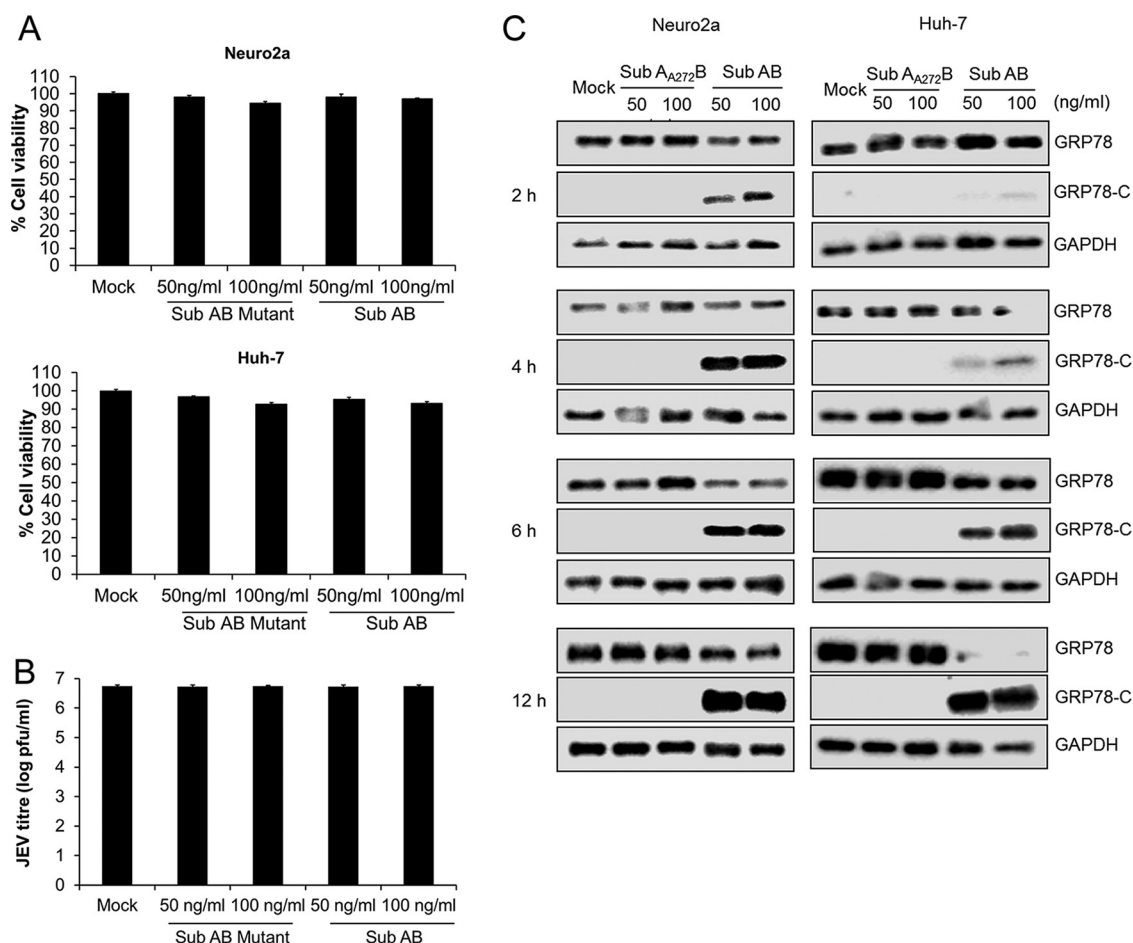 A
Neuro2a
% Cell viability
110
100
90
80
70
60
50
40
30
20
10
0
Mock 50ng/ml 100ng/ml 50ng/ml 100ng/ml
Sub AB Mutant Sub AB
Huh-7
% Cell viability
110
100
90
80
70
60
50
40
30
20
10
0
Mock 50ng/ml 100ng/ml 50ng/ml 100ng/ml
Sub AB Mutant Sub AB
B
JEV titre (log pfu/ml)
7
6
5
4
3
2
1
0
Mock 50 ng/ml 100 ng/ml 50 ng/ml 100 ng/ml
Sub AB Mutant Sub AB
C
Neuro2a Huh-7
Mock Sub AA272B Sub AB Mock Sub AA272B Sub AB
50 100 50 100 50 100 50 100 (ng/ml)
GRP78
2 h GRP78-C
GAPDH
GRP78
4 h GRP78-C
GAPDH
GRP78
6 h GRP78-C
GAPDH
GRP78
12 h GRP78-C
GAPDH